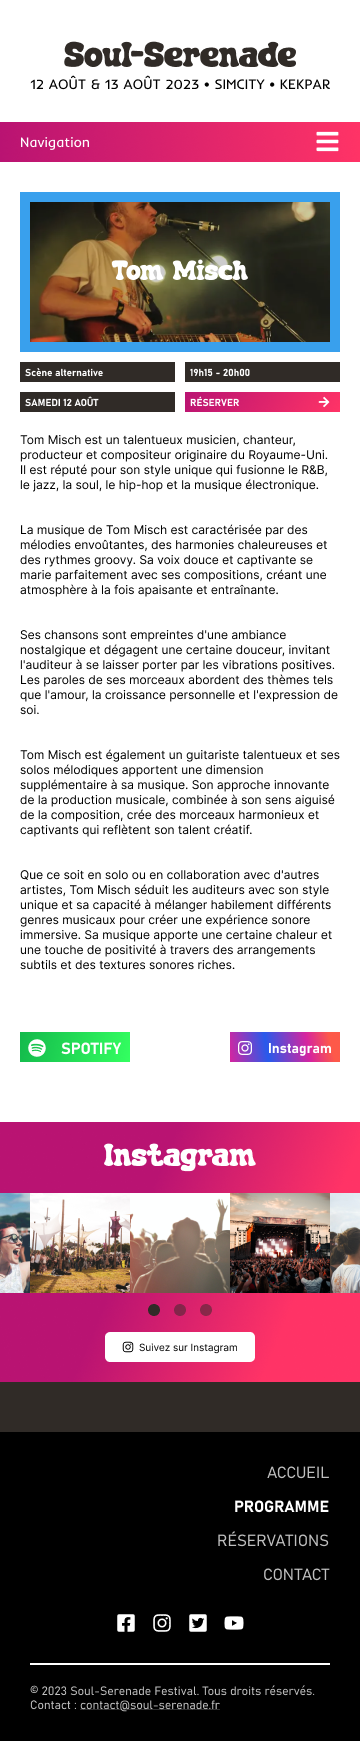 Soul-Serenade
12 AOÛT & 13 AOÛT 2023 • SIMCITY • KEKPAR
Navigation
Tom Misch
Scène alternative
19h15 - 20h00
SAMEDI 12 AOÛT
RÉSERVER
Tom Misch est un talentueux musicien, chanteur,
producteur et compositeur originaire du Royaume-Uni.
Il est réputé pour son style unique qui fusionne le R&B,
le jazz, la soul, le hip-hop et la musique électronique.
La musique de Tom Misch est caractérisée par des
mélodies envoûtantes, des harmonies chaleureuses et
des rythmes groovy. Sa voix douce et captivante se
marie parfaitement avec ses compositions, créant une
atmosphère à la fois apaisante et entraînante.
Ses chansons sont empreintes d'une ambiance
nostalgique et dégagent une certaine douceur, invitant
l'auditeur à se laisser porter par les vibrations positives.
Les paroles de ses morceaux abordent des thèmes tels
que l'amour, la croissance personnelle et l'expression de
soi.
Tom Misch est également un guitariste talentueux et ses
solos mélodiques apportent une dimension
supplémentaire à sa musique. Son approche innovante
de la production musicale, combinée à son sens aiguisé
de la composition, crée des morceaux harmonieux et
captivants qui reflètent son talent créatif.
Que ce soit en solo ou en collaboration avec d'autres
artistes, Tom Misch séduit les auditeurs avec son style
unique et sa capacité à mélanger habilement différents
genres musicaux pour créer une expérience sonore
immersive. Sa musique apporte une certaine chaleur et
une touche de positivité à travers des arrangements
subtils et des textures sonores riches.
SPOTIFY
Instagram
Instagram
Suivez sur Instagram
ACCUEIL
PROGRAMME
RÉSERVATIONS
CONTACT
© 2023 Soul-Serenade Festival. Tous droits réservés.
Contact : contact@soul-serenade.fr